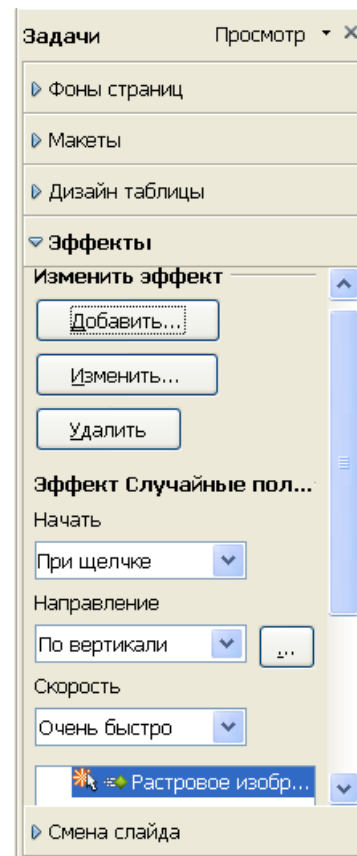 Задачи Просмотр
Фоны страниц
Макеты
Дизайн таблицы
Эффекты
Изменить эффект
Добавить...
Изменить...
Удалить
Эффект Случайные пол...
Начать
При щелчке
Направление
По вертикали ...
Скорость
Очень быстро
Растровое изобр...
Смена слайда